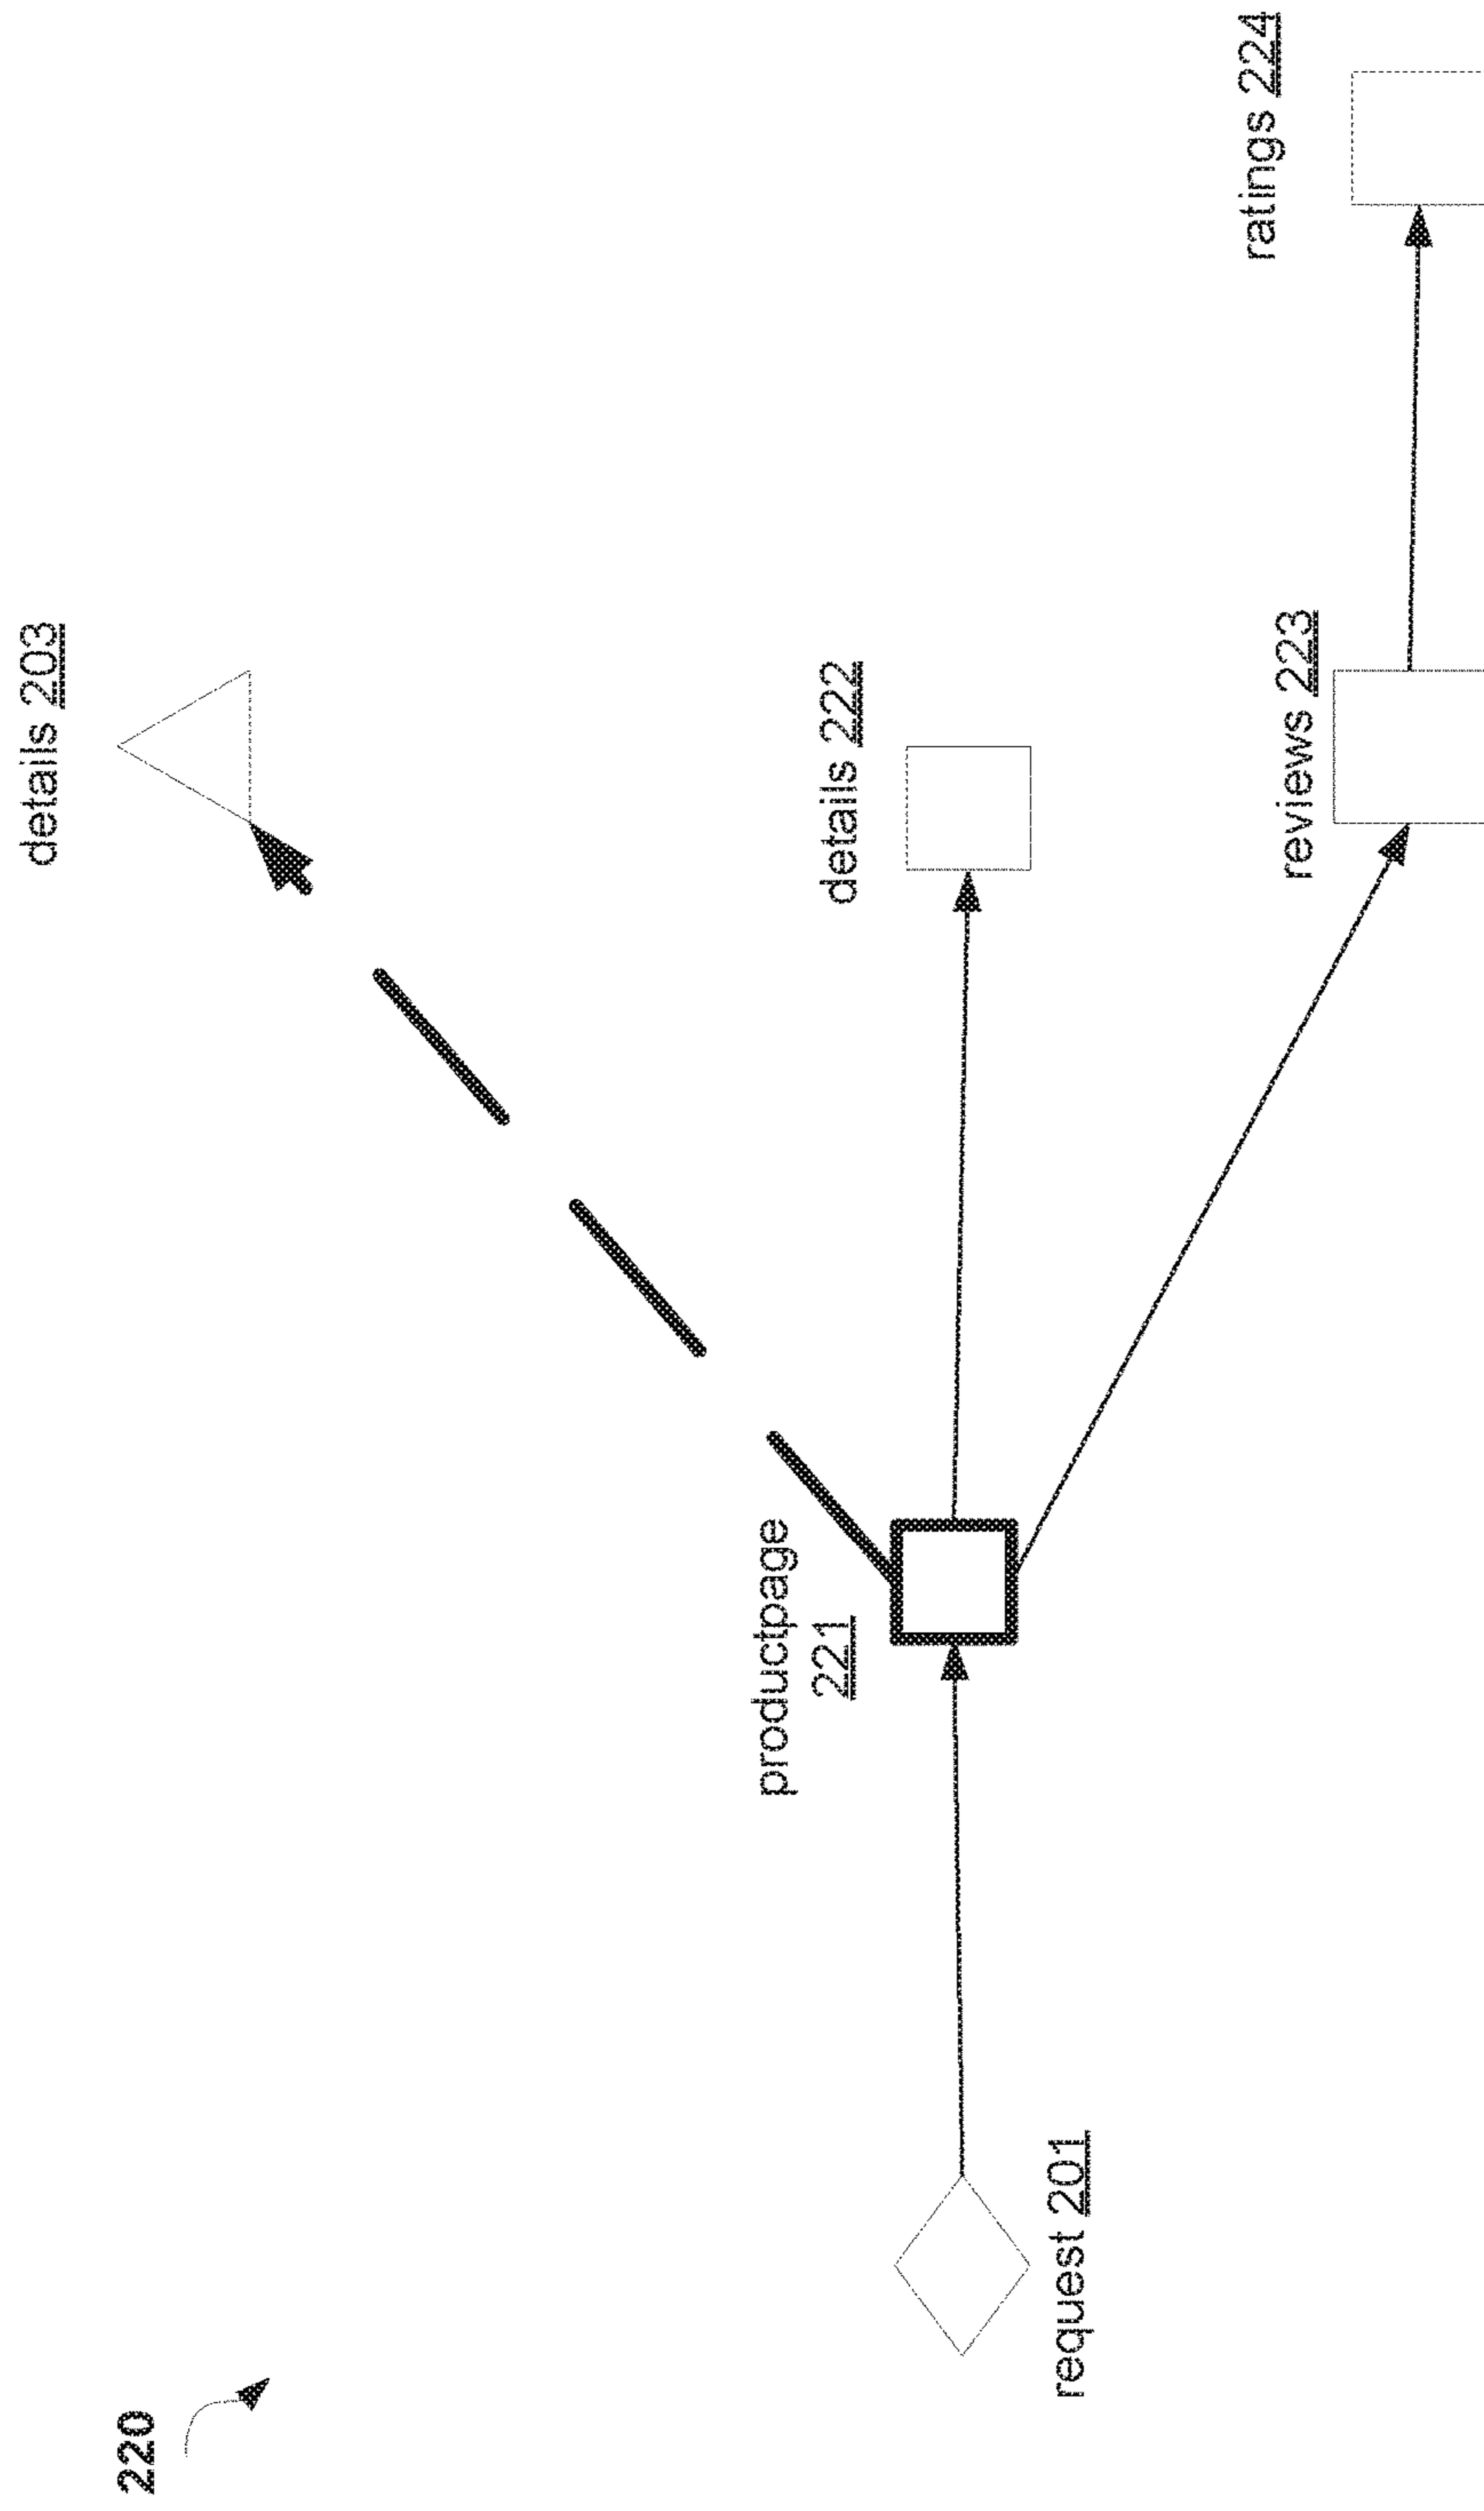 220
request 201
productpage
221
details 203
details 222
reviews 223
ratings 224